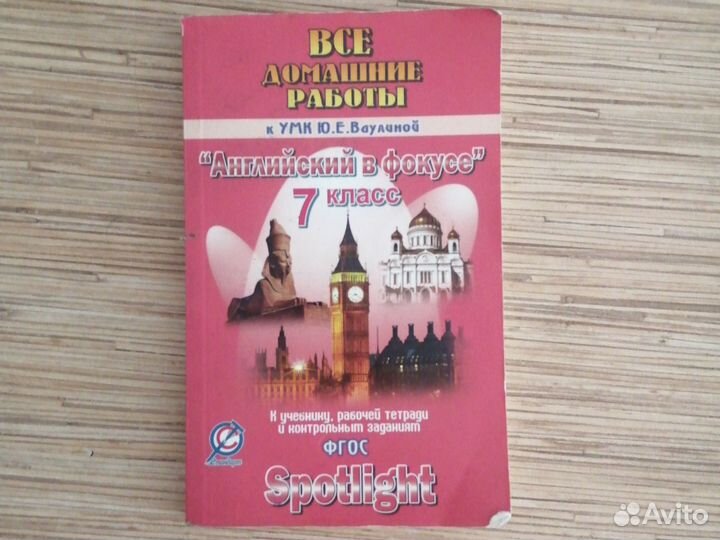 ВСЕ
ДОМАШНИЕ
РАБОТЫ
к УМК Ю.Е.Ваулиной
"Английский в фокусе"
7 класс
К учебнику, рабочей тетради
и контрольным заданиям
ФГОС
Spotlight
Avito